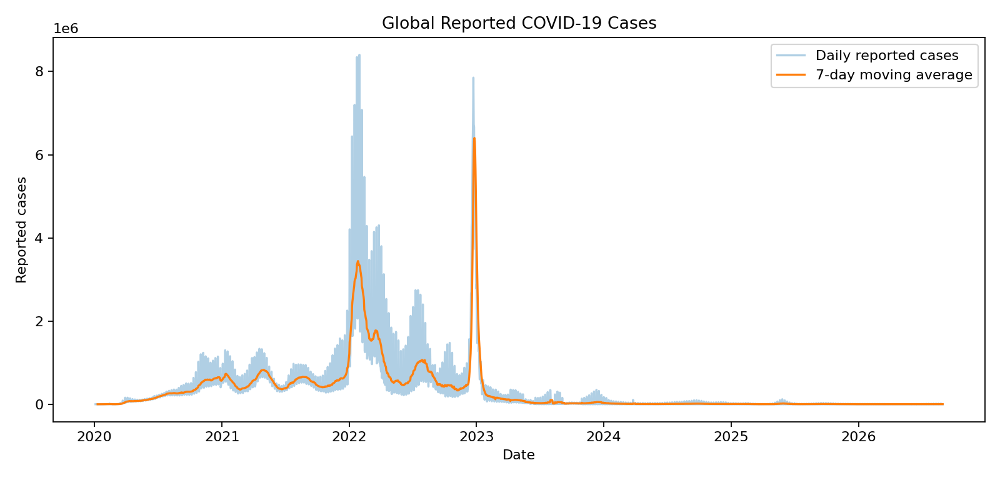 Global Reported COVID-19 Cases
1e6
Daily reported cases
7-day moving average
8
6
4
2
0
Reported cases
2020 2021 2022 2023 2024 2025 2026
Date